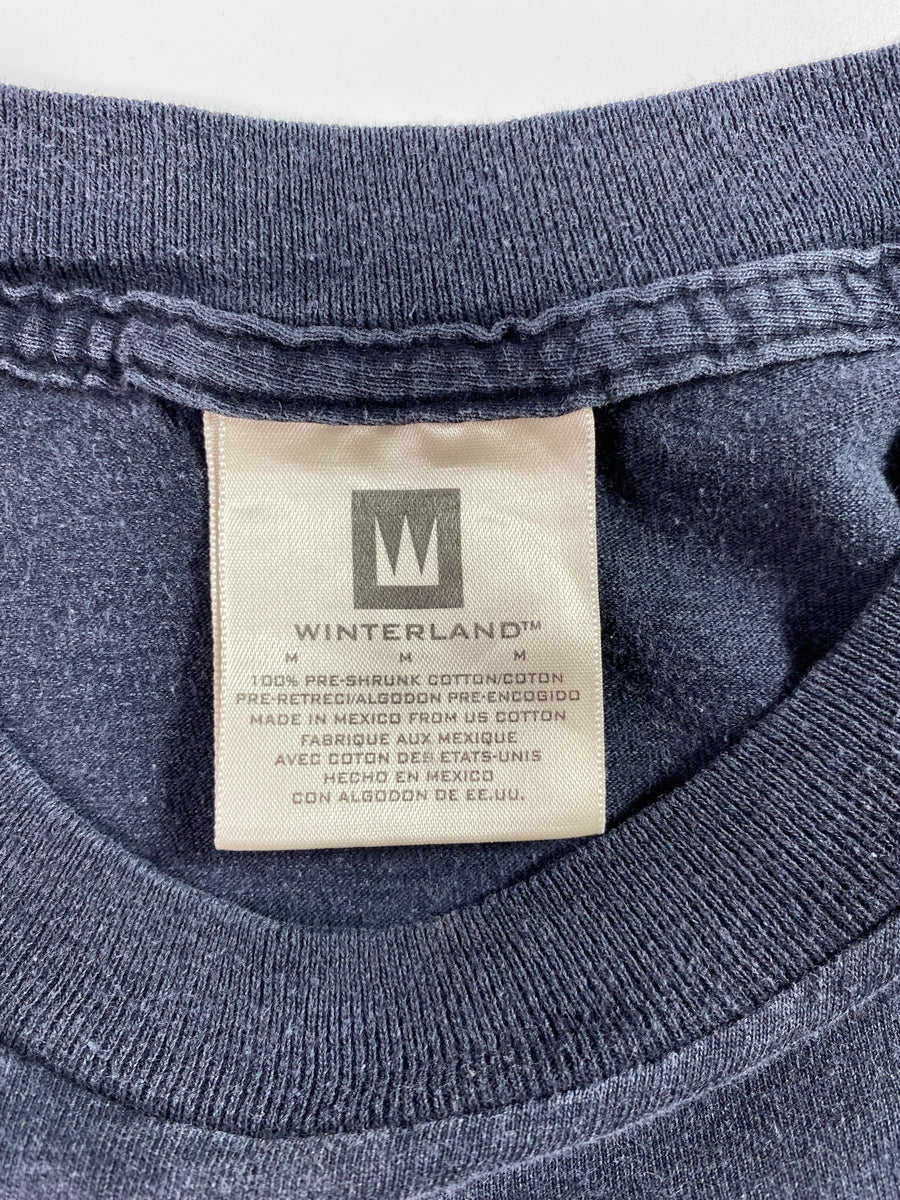 W
WINTERLAND™
M M M
100% PRE-SHRUNK COTTON/COTON
PRE-RETRECI/ALGODON PRE-ENCOGIDO
MADE IN MEXICO FROM US COTTON
FABRIQUE AUX MEXIQUE
AVEC COTON DES ETATS-UNIS
HECHO EN MEXICO
CON ALGODON DE EE.UU.